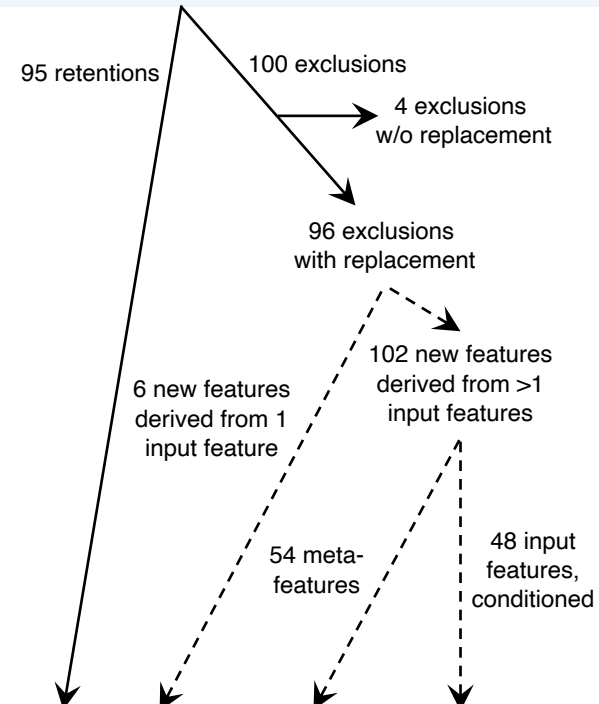 95 retentions
100 exclusions
4 exclusions
w/o replacement
96 exclusions
with replacement
102 new features
derived from >1
input features
6 new features
derived from 1
input feature
54 meta-
features
48 input
features,
conditioned